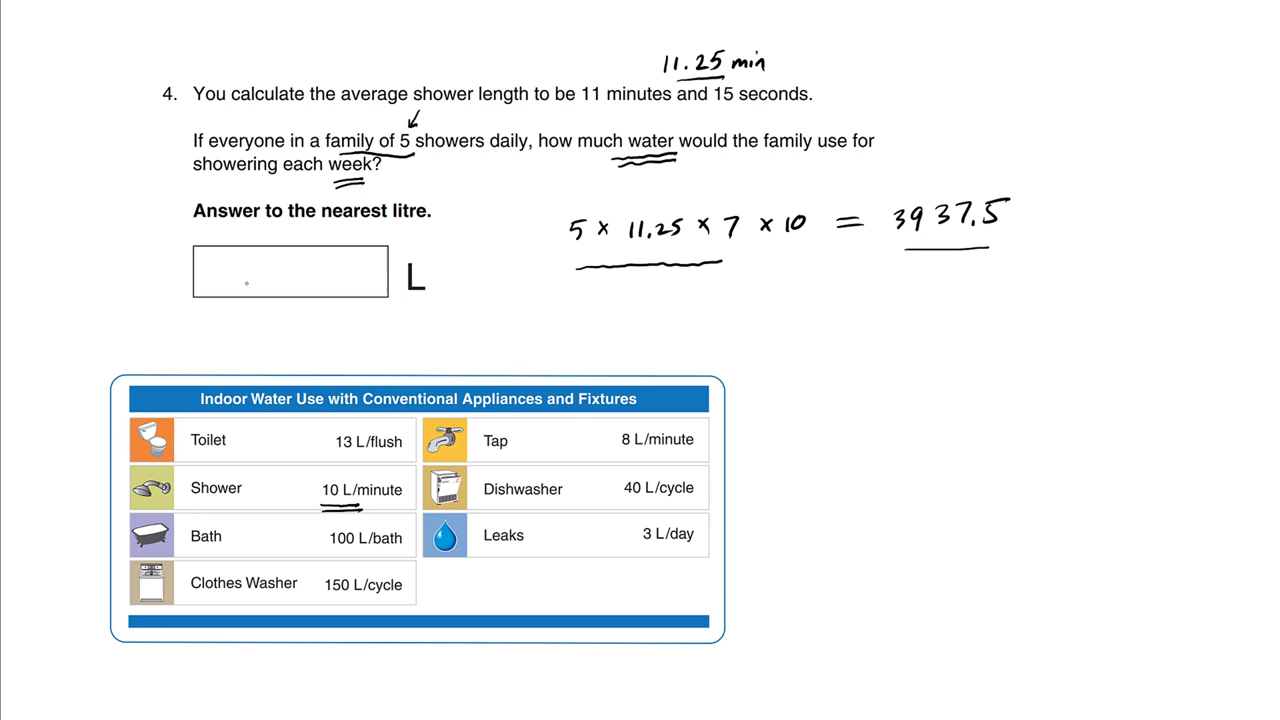 11.25 min
4. You calculate the average shower length to be 11 minutes and 15 seconds.
If everyone in a family of 5 showers daily, how much water would the family use for
showering each week?
Answer to the nearest litre.
5 × 11.25 × 7 × 10 = 3937.5
L
Indoor Water Use with Conventional Appliances and Fixtures
Toilet 13 L/flush
Tap 8 L/minute
Shower 10 L/minute
Dishwasher 40 L/cycle
Bath 100 L/bath
Leaks 3 L/day
Clothes Washer 150 L/cycle